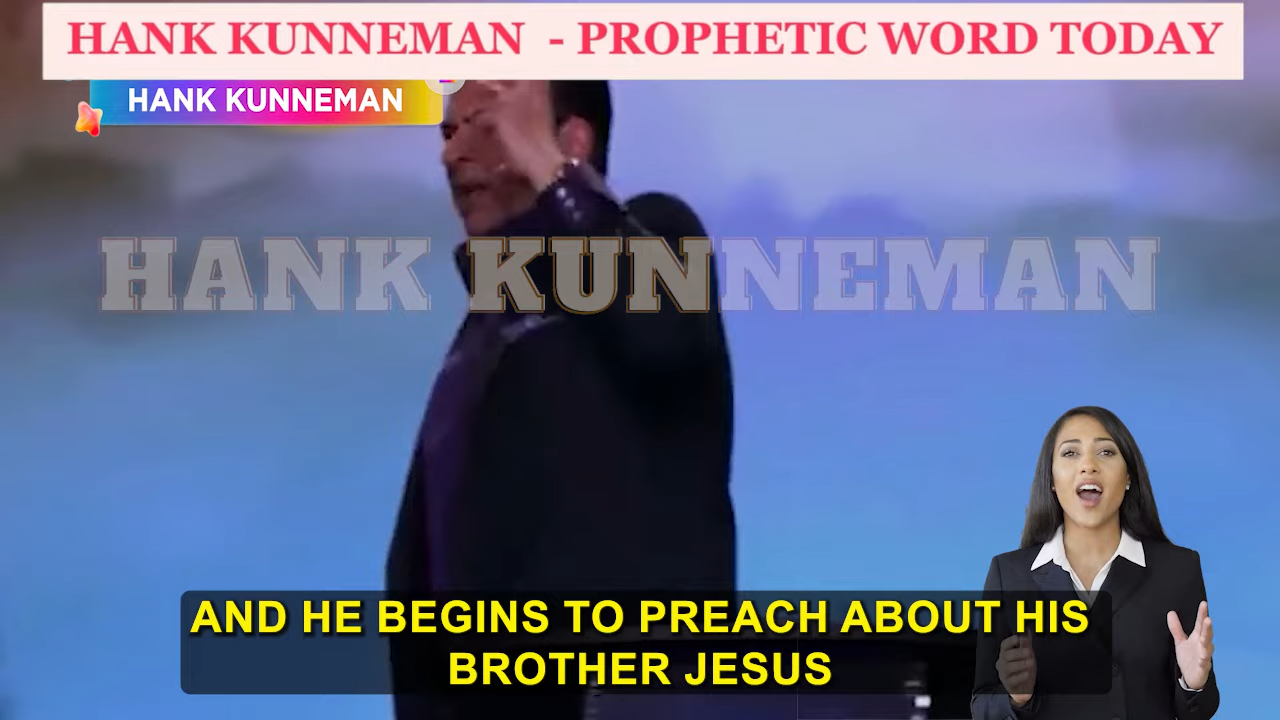 HANK KUNNEMAN - PROPHETIC WORD TODAY
HANK KUNNEMAN
HANK KUNNEMAN
AND HE BEGINS TO PREACH ABOUT HIS
BROTHER JESUS